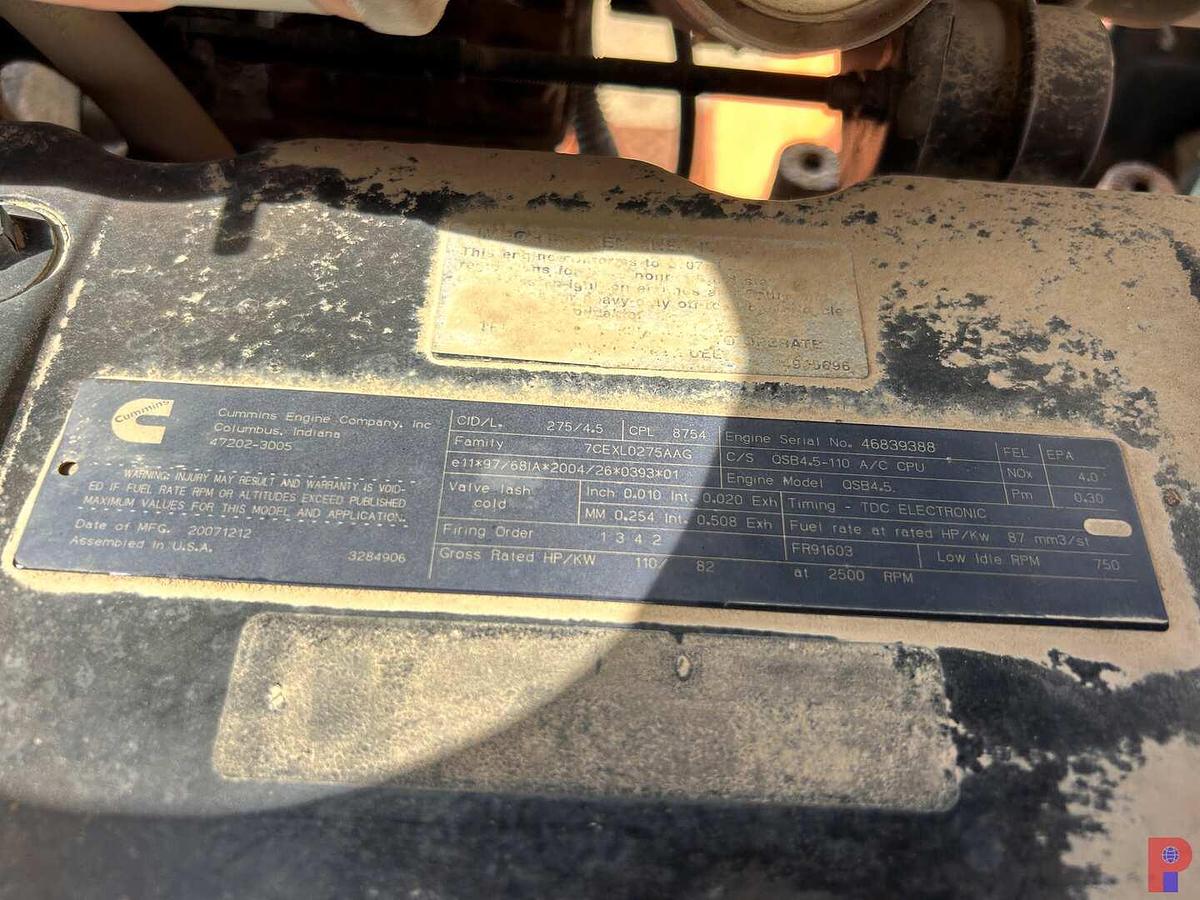 This engine conforms to
heavy-duty
OPERATE
Cummins
Cummins Engine Company, Inc
Columbus, Indiana
47202-3005
WARNING: INJURY MAY RESULT AND WARRANTY IS VOID-
ED IF FUEL RATE RPM OR ALTITUDES EXCEED PUBLISHED
MAXIMUM VALUES FOR THIS MODEL AND APPLICATION.
Date of MFG. 20071212
Assembled in U.S.A.
3284906
CID/L. 275/4.5 CPL 8754
Family 7CEXL0275AAG
e11*97/68IA*2004/26*0393*01
Valve lash cold Inch 0.010 Int. 0.020 Exh
MM 0.254 Int. 0.508 Exh
Firing Order 1 3 4 2
Gross Rated HP/KW 110/ 82 at 2500 RPM
Engine Serial No. 46839388
C/S QSB4.5-110 A/C CPU
Engine Model QSB4.5.
Timing - TDC ELECTRONIC
Fuel rate at rated HP/Kw 87 mm3/st
FR91603 Low Idle RPM 750
FEL EPA
NOx 4.0
Pm 0.30
P